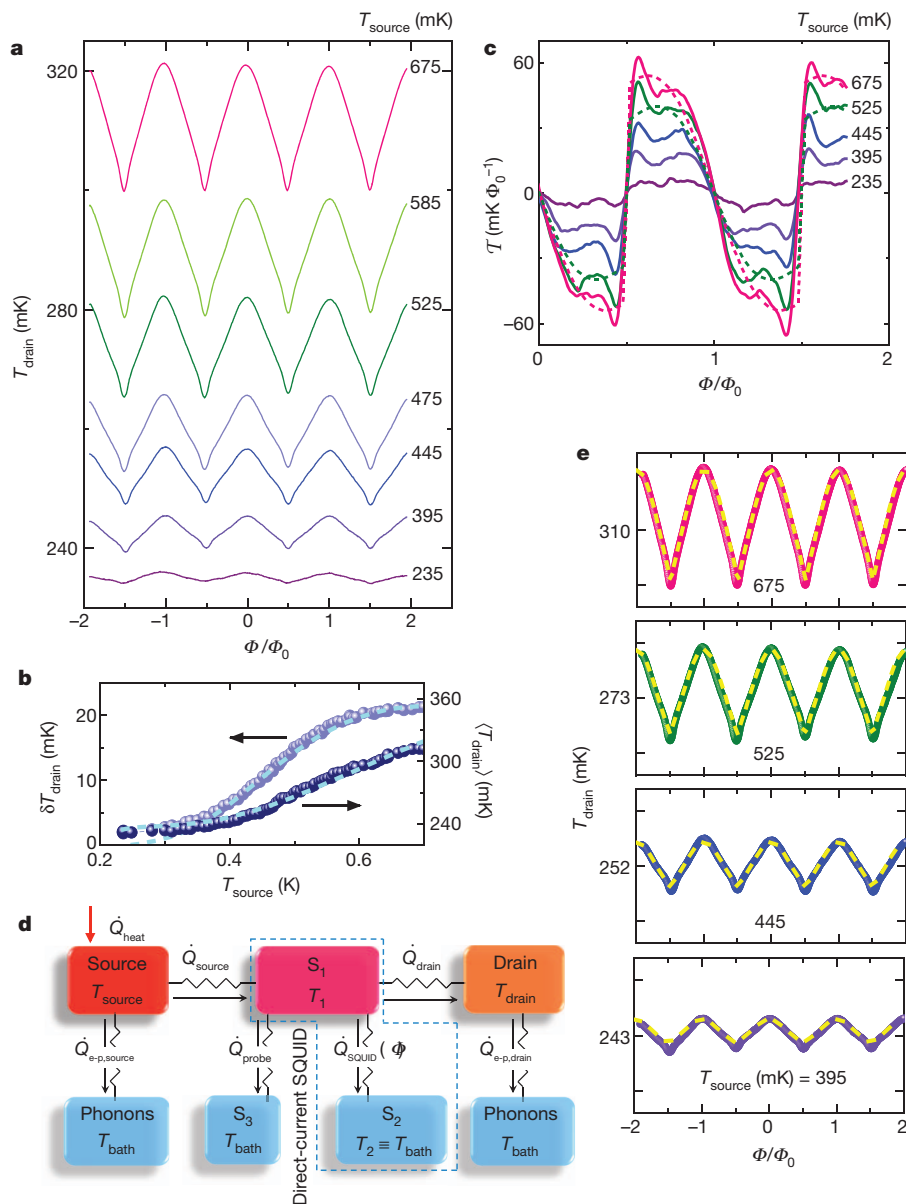 a
T_source (mK)
320
280
240
T_drain (mK)
675
585
525
475
445
395
235
−2 −1 0 1 2
Φ/Φ0
b
20
10
0
δT_drain (mK)
360
300
240
⟨T_drain⟩ (mK)
0.2 0.4 0.6
T_source (K)
c
T_source (mK)
60
0
−60
𝒯 (mK Φ0⁻¹)
675
525
445
395
235
0 1 2
Φ/Φ0
d
Q̇_heat
Source
T_source
Q̇_source
S1
T1
Q̇_drain
Drain
T_drain
Q̇_e-p,source
Q̇_probe
Direct-current SQUID
Q̇_SQUID (Φ)
Q̇_e-p,drain
Phonons
T_bath
S3
T_bath
S2
T2 ≡ T_bath
Phonons
T_bath
e
T_drain (mK)
310
675
273
525
252
445
243
T_source (mK) = 395
−2 −1 0 1 2
Φ/Φ0